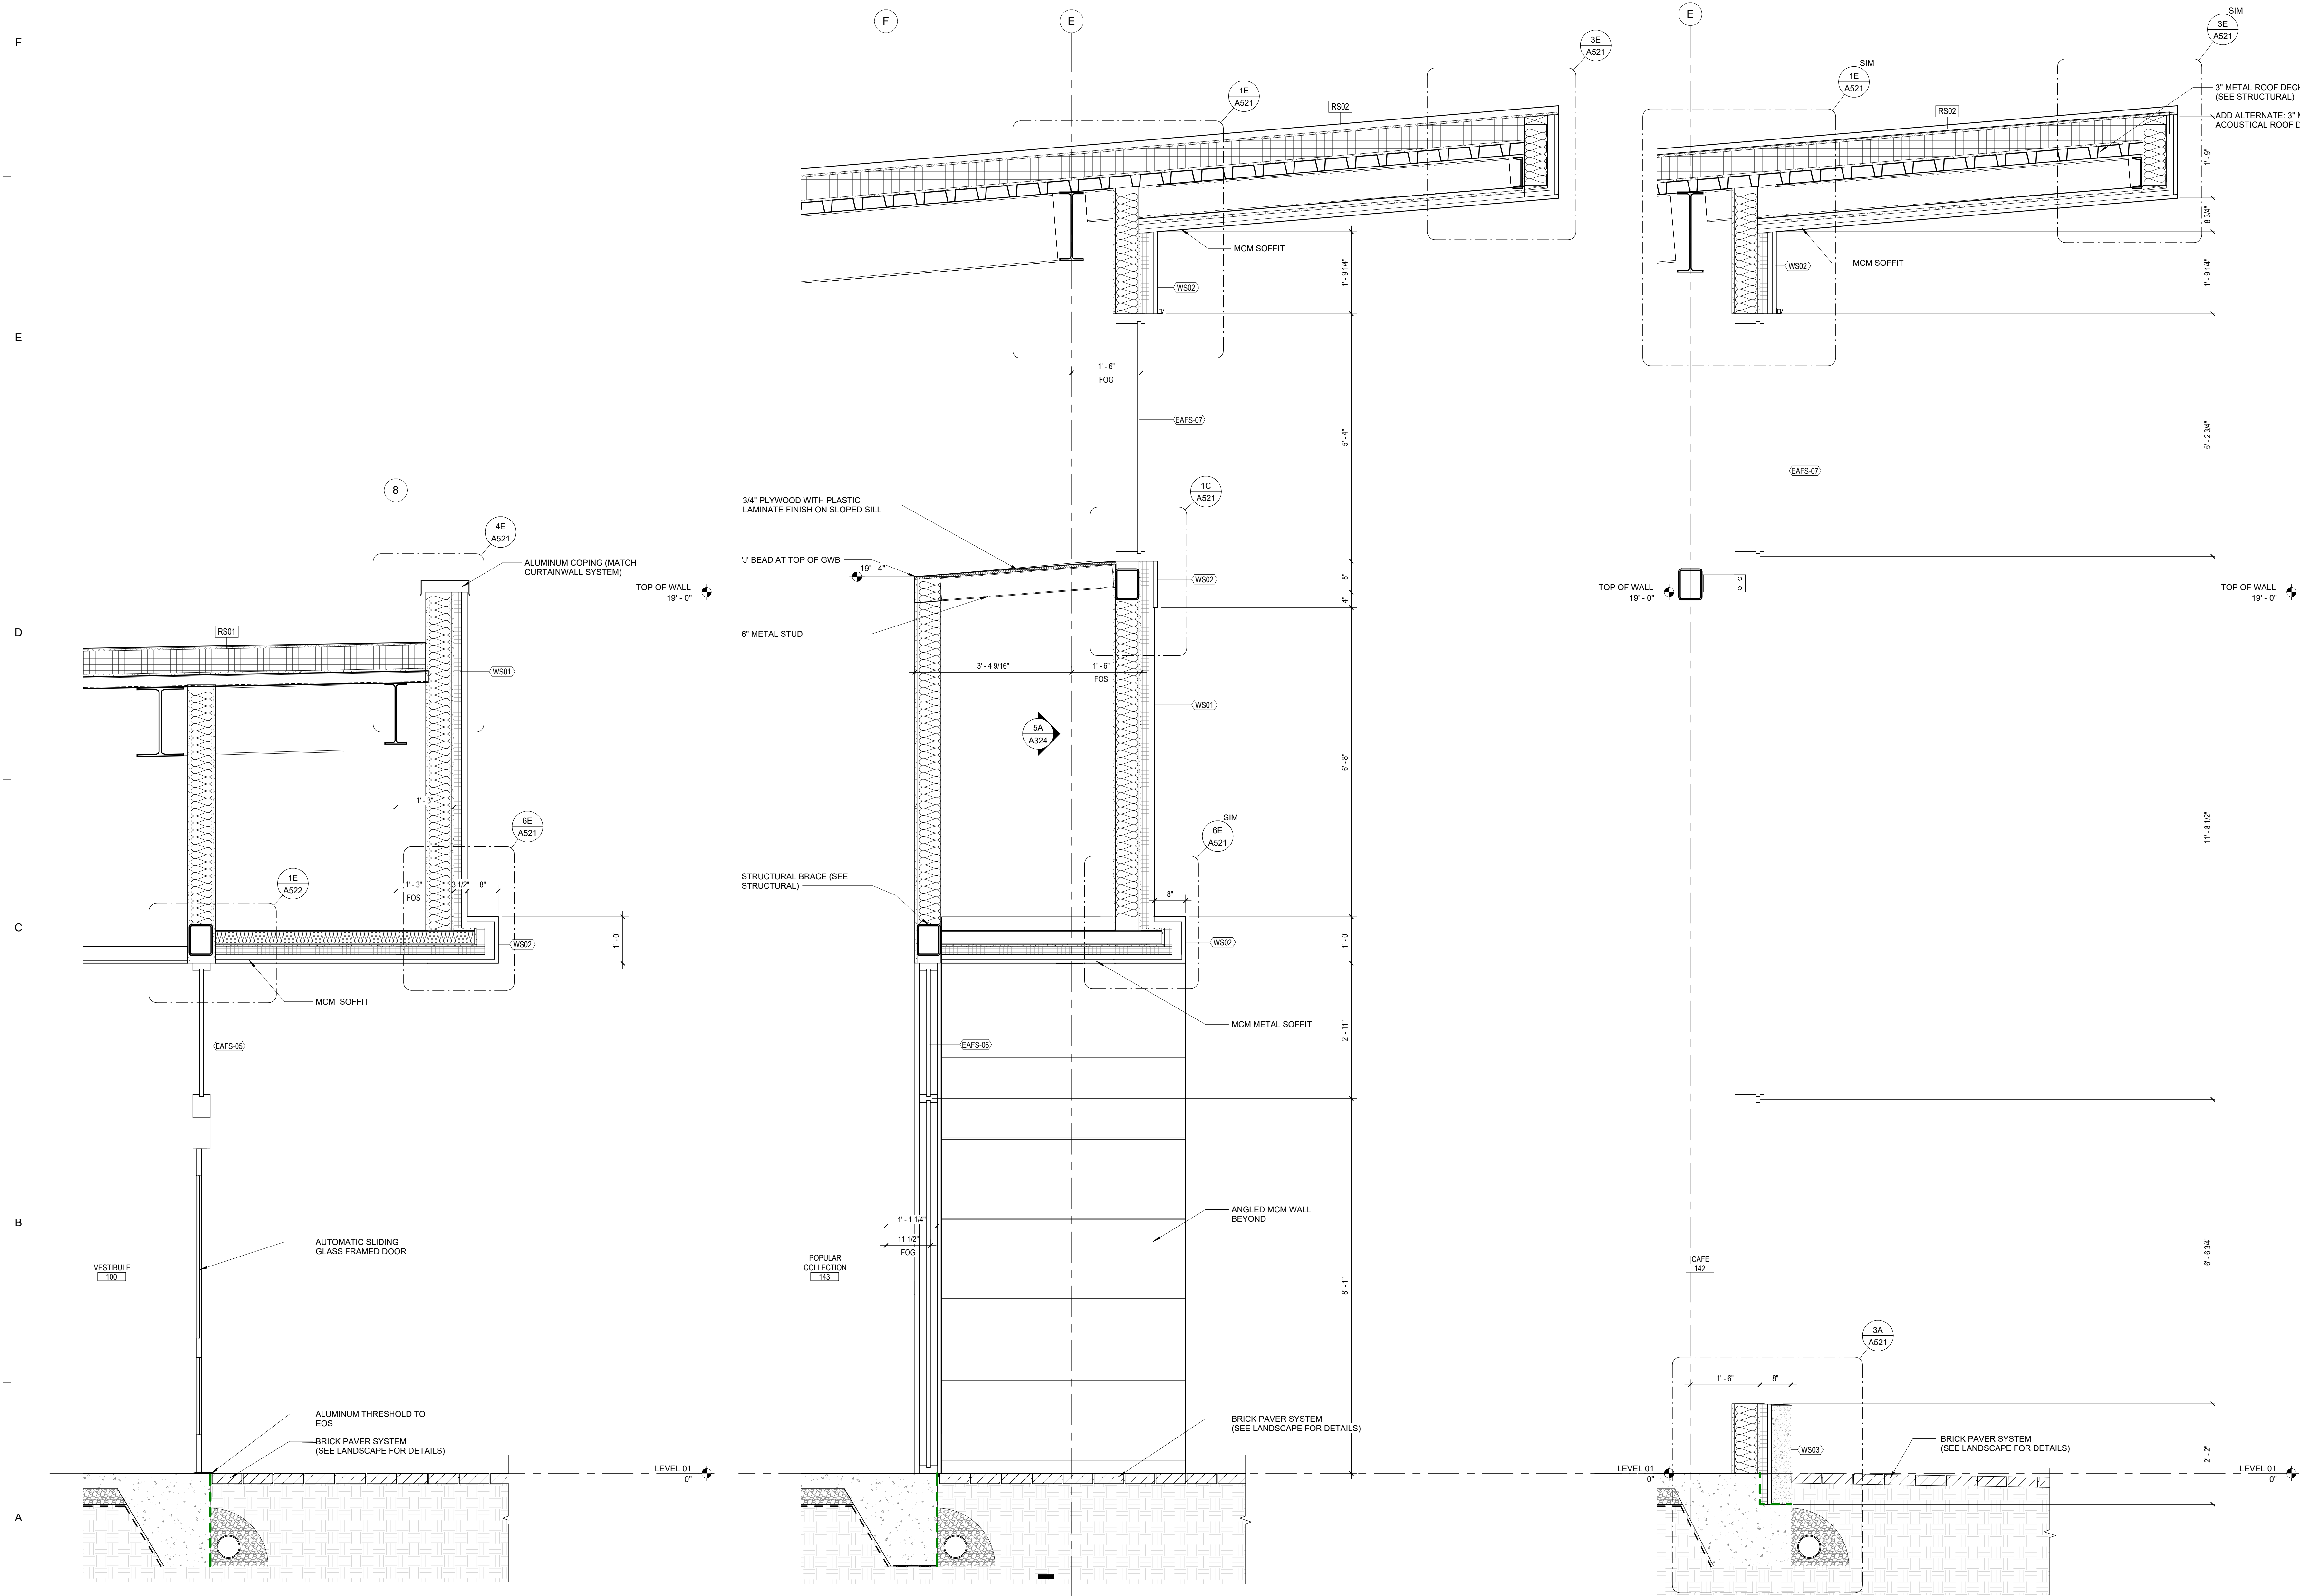 F
E
D
C
B
A
8
4E
A521
ALUMINUM COPING (MATCH
CURTAINWALL SYSTEM)
TOP OF WALL
19' - 0"
RS01
WS01
1' - 3"
6E
A521
1E
A522
1' - 3"
FOS
3 1/2"
8"
WS02
1' - 0"
MCM  SOFFIT
EAFS-05
AUTOMATIC SLIDING
GLASS FRAMED DOOR
VESTIBULE
100
ALUMINUM THRESHOLD TO
EOS
BRICK PAVER SYSTEM
(SEE LANDSCAPE FOR DETAILS)
LEVEL 01
0"
F
E
3E
A521
1E
A521
RS02
MCM SOFFIT
WS02
1' - 9 1/4"
1' - 6"
FOG
EAFS-07
5' - 4"
3/4" PLYWOOD WITH PLASTIC
LAMINATE FINISH ON SLOPED SILL
1C
A521
'J' BEAD AT TOP OF GWB
19' - 4"
WS02
8"
4"
6" METAL STUD
3' - 4 9/16"
1' - 6"
FOS
WS01
5A
A324
6' - 8"
SIM
6E
A521
STRUCTURAL BRACE (SEE
STRUCTURAL)
8"
WS02
1' - 0"
MCM METAL SOFFIT
2' - 11"
EAFS-06
ANGLED MCM WALL
BEYOND
1' - 1 1/4"
11 1/2"
FOG
POPULAR
COLLECTION
143
8' - 1"
BRICK PAVER SYSTEM
(SEE LANDSCAPE FOR DETAILS)
E
SIM
3E
A521
SIM
1E
A521
RS02
3" METAL ROOF DECK
(SEE STRUCTURAL)
ADD ALTERNATE: 3"
ACOUSTICAL ROOF
1' - 9"
8 3/4"
WS02
MCM SOFFIT
1' - 9 1/4"
5' - 2 3/4"
EAFS-07
TOP OF WALL
19' - 0"
TOP OF WALL
19' - 0"
11' - 8 1/2"
CAFE
142
6' - 6 3/4"
3A
A521
1' - 6"
8"
WS03
BRICK PAVER SYSTEM
(SEE LANDSCAPE FOR DETAILS)
2' - 2"
LEVEL 01
0"
LEVEL 01
0"